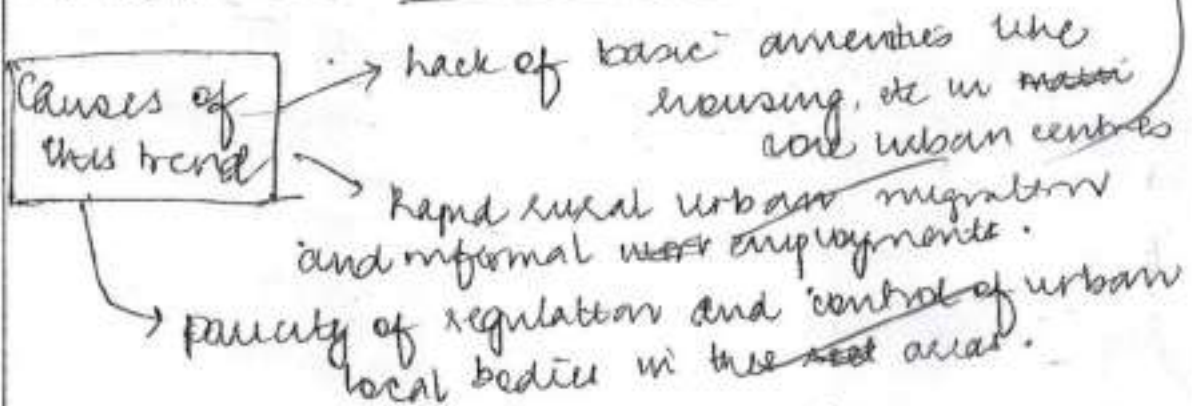 Causes of this trend
→ Lack of basic amenities like
housing, etc in core urban centres
→ Rapid rural urban migration
and informal employments.
→ paucity of regulation and control of urban
local bodies in these areas.